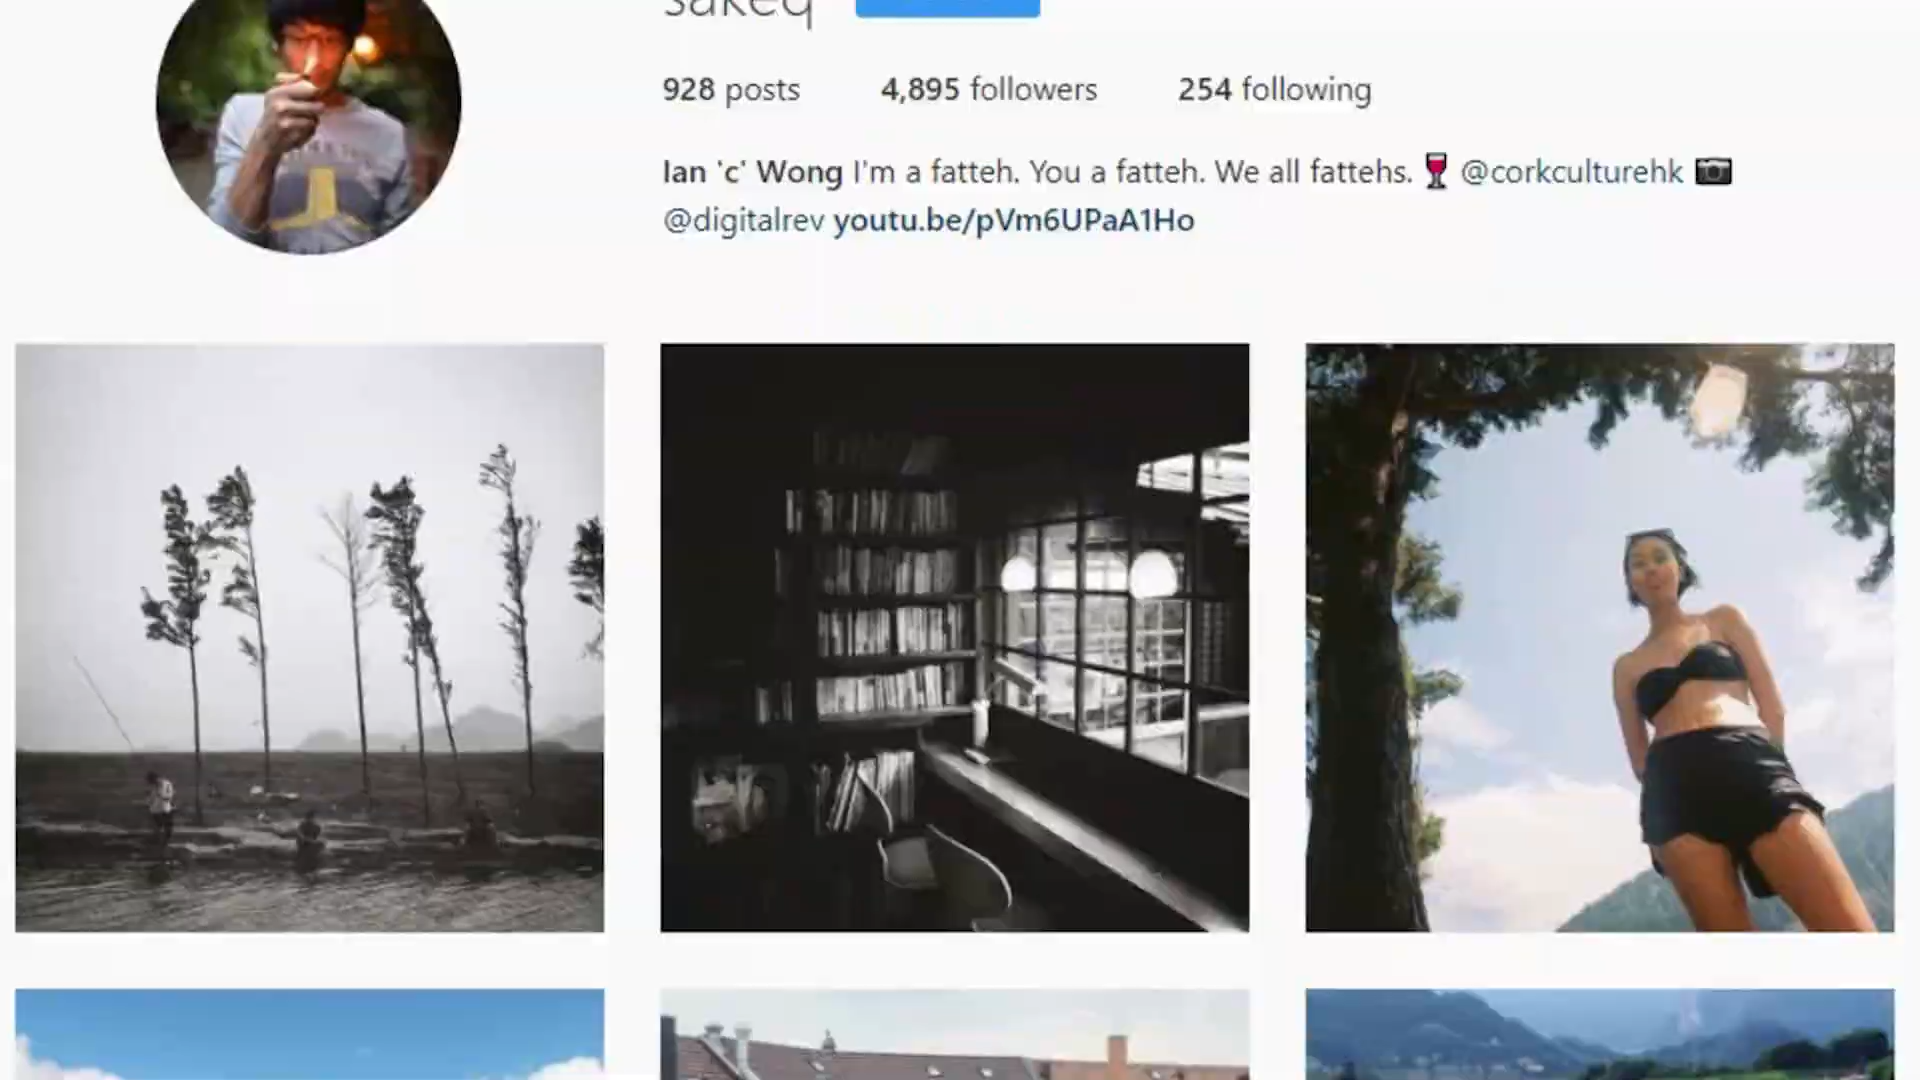 sakeq
928 posts 4,895 followers 254 following
Ian 'c' Wong I'm a fatteh. You a fatteh. We all fattehs. 🍷 @corkculturehk 📷
@digitalrev youtu.be/pVm6UPaA1Ho